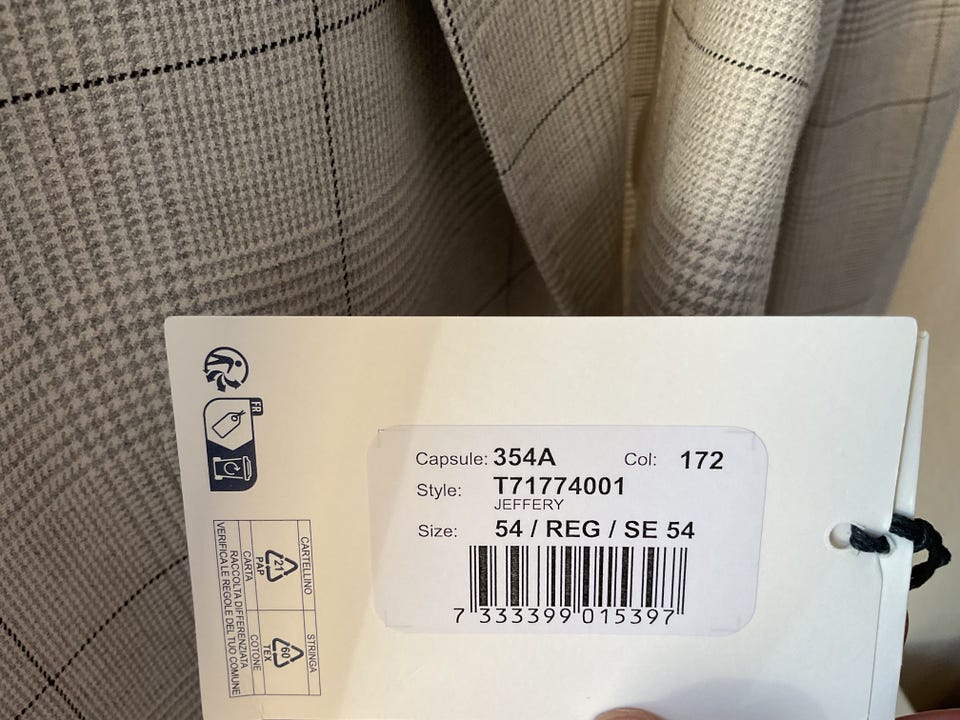 Capsule: 354A Col: 172
Style: T71774001
JEFFERY
Size: 54 / REG / SE 54
7 333399 015397
FR
CARTELLINO
STRINGA
21
PAP
60
TEX
CARTA
COTONE
RACCOLTA DIFFERENZIATA
VERIFICA LE REGOLE DEL TUO COMUNE